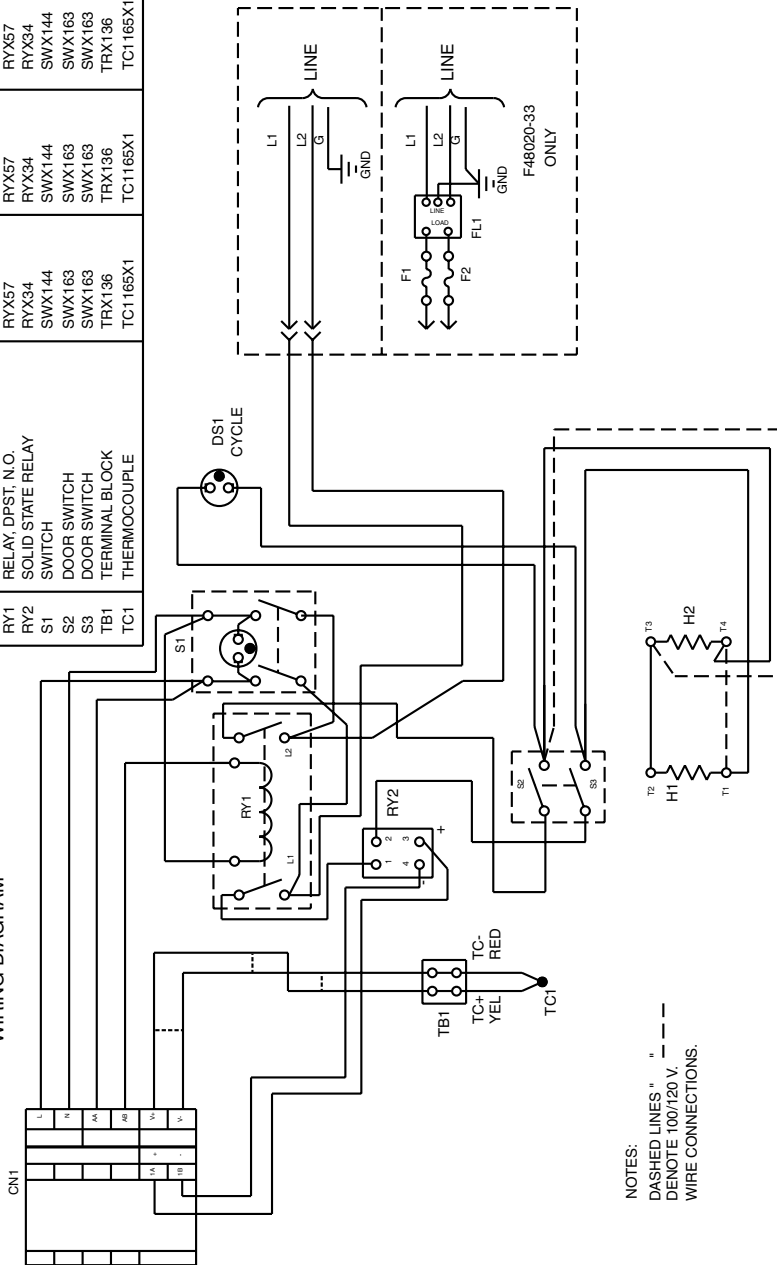 WIRING DIAGRAM
RY1 RELAY, DPST, N.O. RYX57 RYX57 RYX57
RY2 SOLID STATE RELAY RYX34 RYX34 RYX34
S1 SWITCH SWX144 SWX144 SWX144
S2 DOOR SWITCH SWX163 SWX163 SWX163
S3 DOOR SWITCH SWX163 SWX163 SWX163
TB1 TERMINAL BLOCK TRX136 TRX136 TRX136
TC1 THERMOCOUPLE TC1165X1 TC1165X1 TC1165X1
CN1
L
N
AA
AB
V+
V-
+
-
1A
1B
S1
RY1
L1
L2
DS1
CYCLE
L1
L2
G
GND
LINE
L1
L2
G
GND
LINE
LINE
LOAD
FL1
F1
F2
F48020-33
ONLY
RY2
1
2
4
3
-
+
S2
S3
TB1
TC+
YEL
TC-
RED
TC1
T2
T1
H1
T3
T4
H2
NOTES:
DASHED LINES " — — "
DENOTE 100/120 V.
WIRE CONNECTIONS.